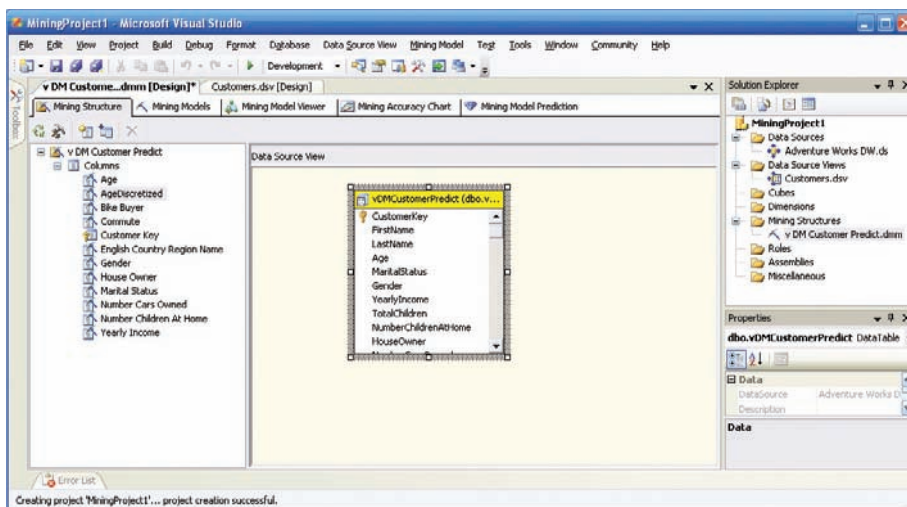 MiningProject1 - Microsoft Visual Studio
File Edit View Project Build Debug Format Database Data Source View Mining Model Test Tools Window Community Help
Development
v DM Custome...dmm [Design]* Customers.dsv [Design]
Mining Structure Mining Models Mining Model Viewer Mining Accuracy Chart Mining Model Prediction
Toolbox
v DM Customer Predict
Columns
Age
AgeDiscretized
Bike Buyer
Commute
Customer Key
English Country Region Name
Gender
House Owner
Marital Status
Number Cars Owned
Number Children At Home
Yearly Income
Data Source View
vDMCustomerPredict (dbo.v...
CustomerKey
FirstName
LastName
Age
MaritalStatus
Gender
YearlyIncome
TotalChildren
NumberChildrenAtHome
HouseOwner
Solution Explorer
MiningProject1
Data Sources
Adventure Works DW.ds
Data Source Views
Customers.dsv
Cubes
Dimensions
Mining Structures
v DM Customer Predict.dmm
Roles
Assemblies
Miscellaneous
Properties
dbo.vDMCustomerPredict DataTable
Data
DataSource Adventure Works D
Description
Data
Error List
Creating project 'MiningProject1'... project creation successful.